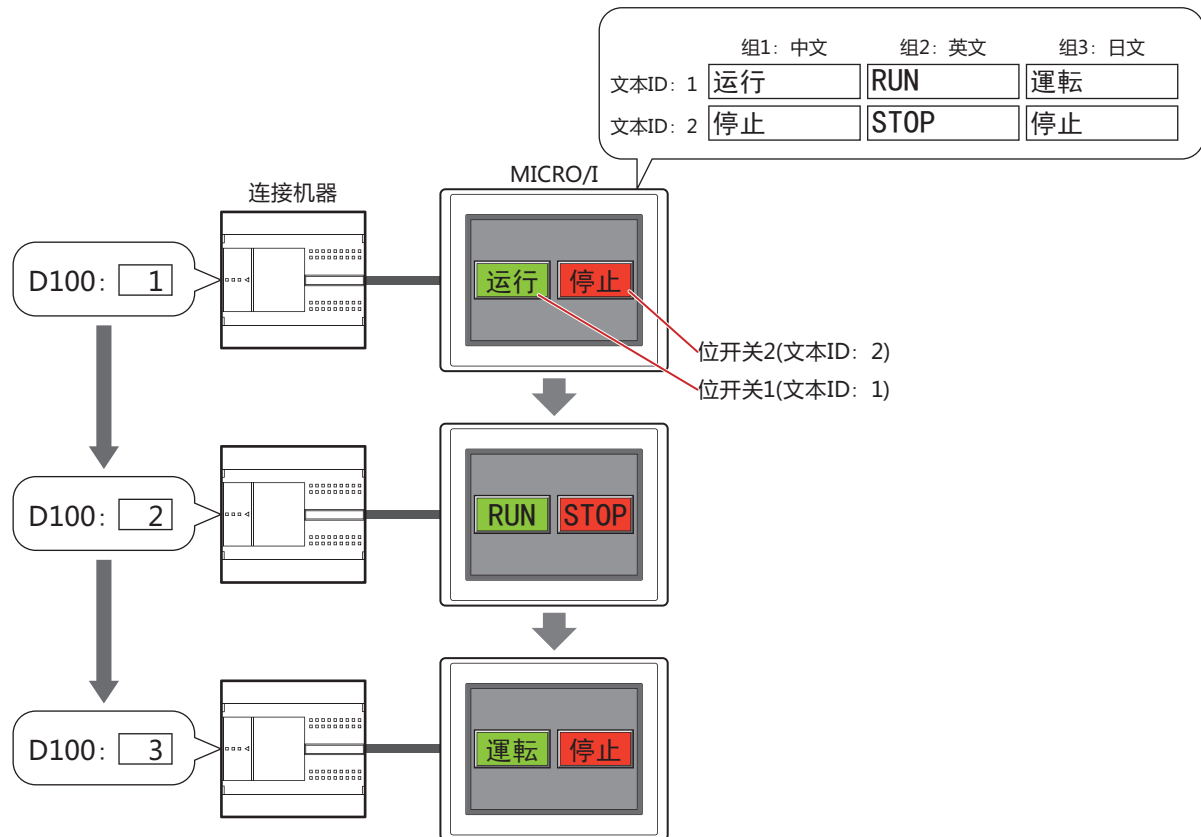 组1：中文 组2：英文 组3：日文
文本ID：1 运行 RUN 運転
文本ID：2 停止 STOP 停止
连接机器 MICRO/I
D100： 1
运行 停止
位开关2(文本ID：2)
位开关1(文本ID：1)
D100： 2
RUN STOP
D100： 3
運転 停止